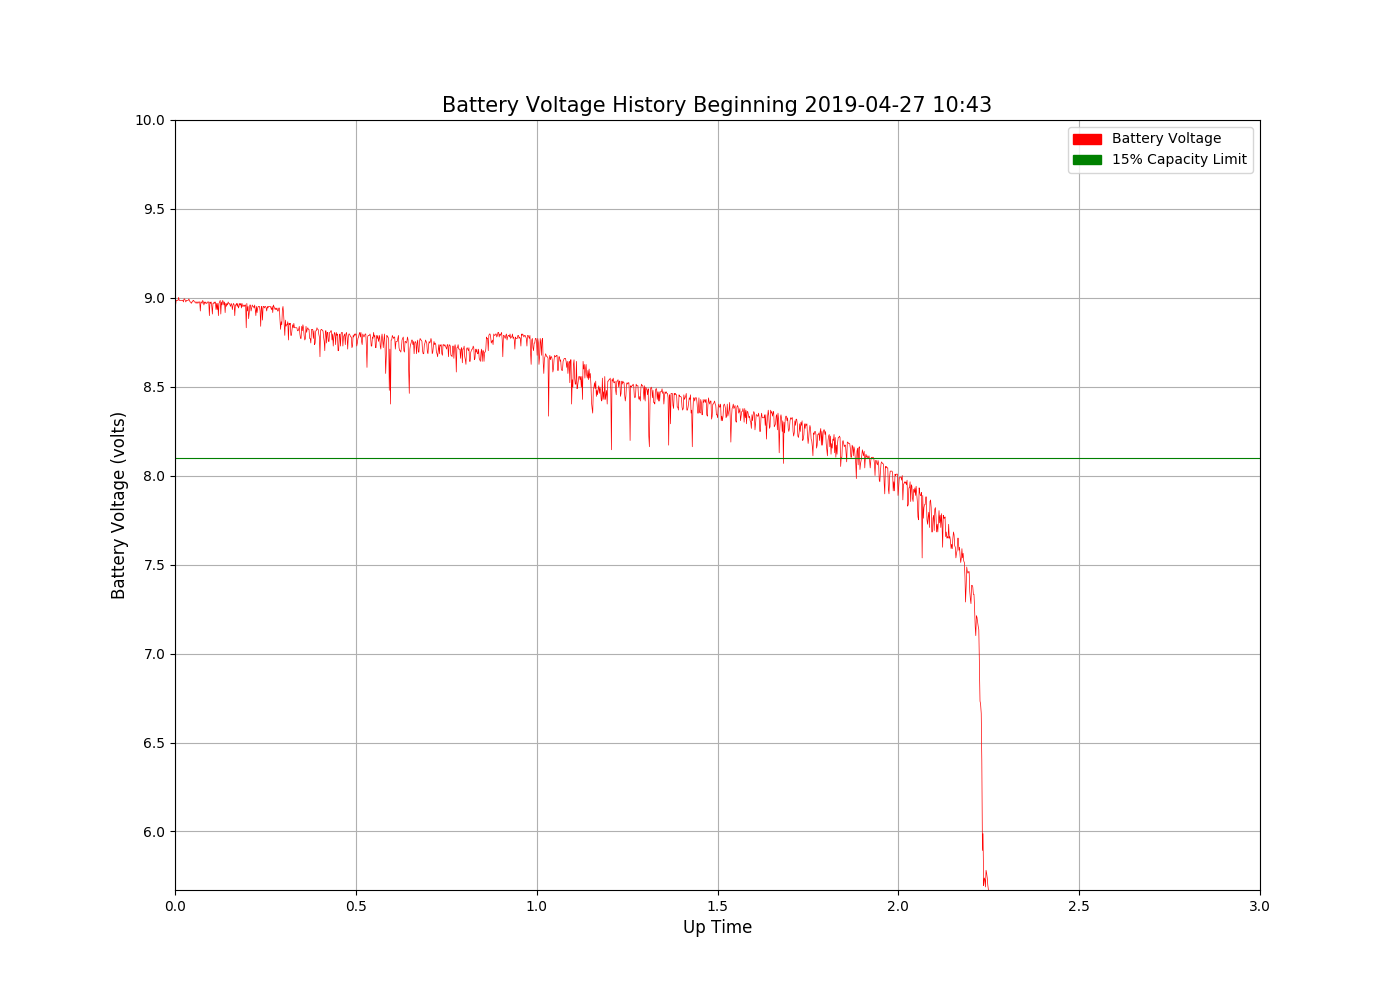 Battery Voltage History Beginning 2019-04-27 10:43
Battery Voltage
15% Capacity Limit
Battery Voltage (volts)
10.0
9.5
9.0
8.5
8.0
7.5
7.0
6.5
6.0
0.0 0.5 1.0 1.5 2.0 2.5 3.0
Up Time